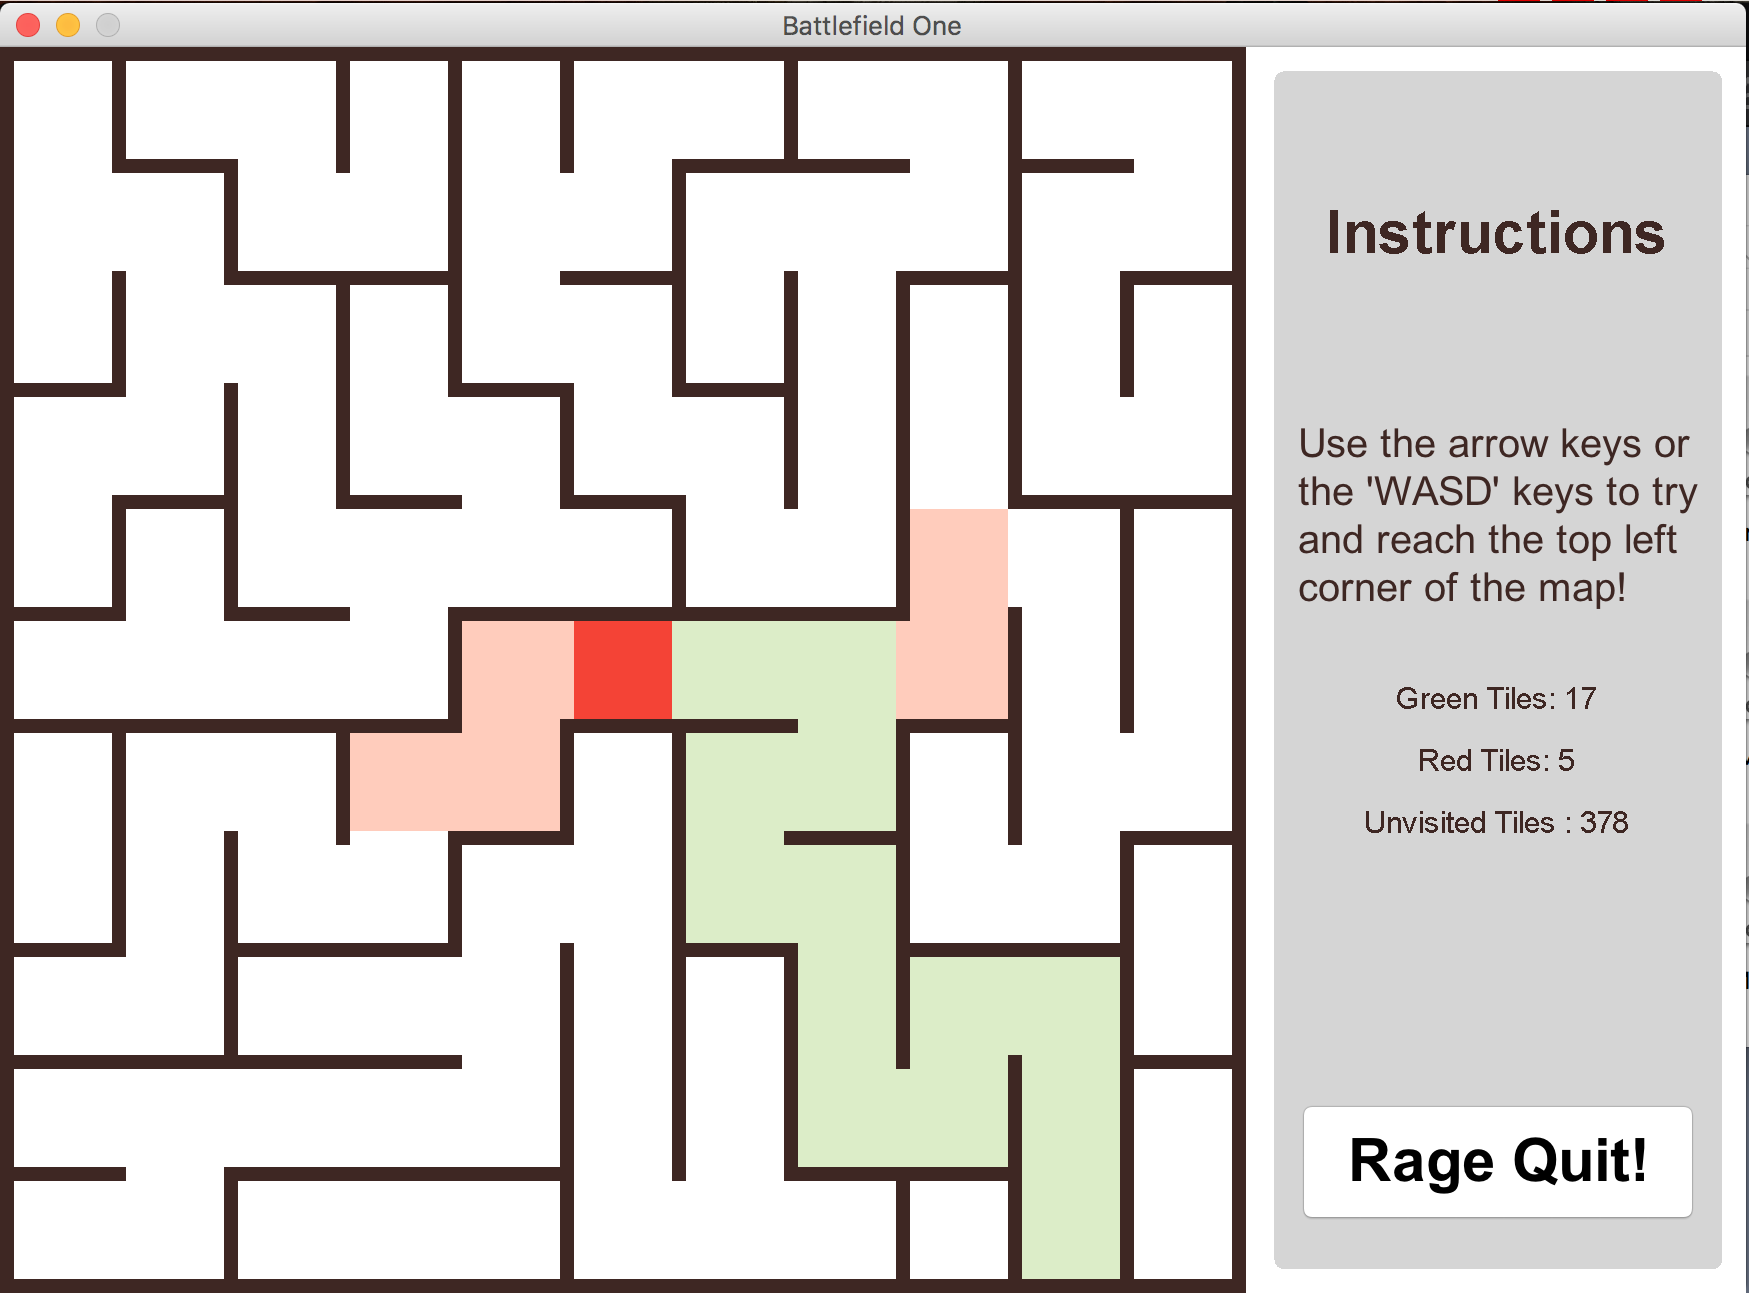 Battlefield One
Instructions
Use the arrow keys or
the 'WASD' keys to try
and reach the top left
corner of the map!
Green Tiles: 17
Red Tiles: 5
Unvisited Tiles : 378
Rage Quit!